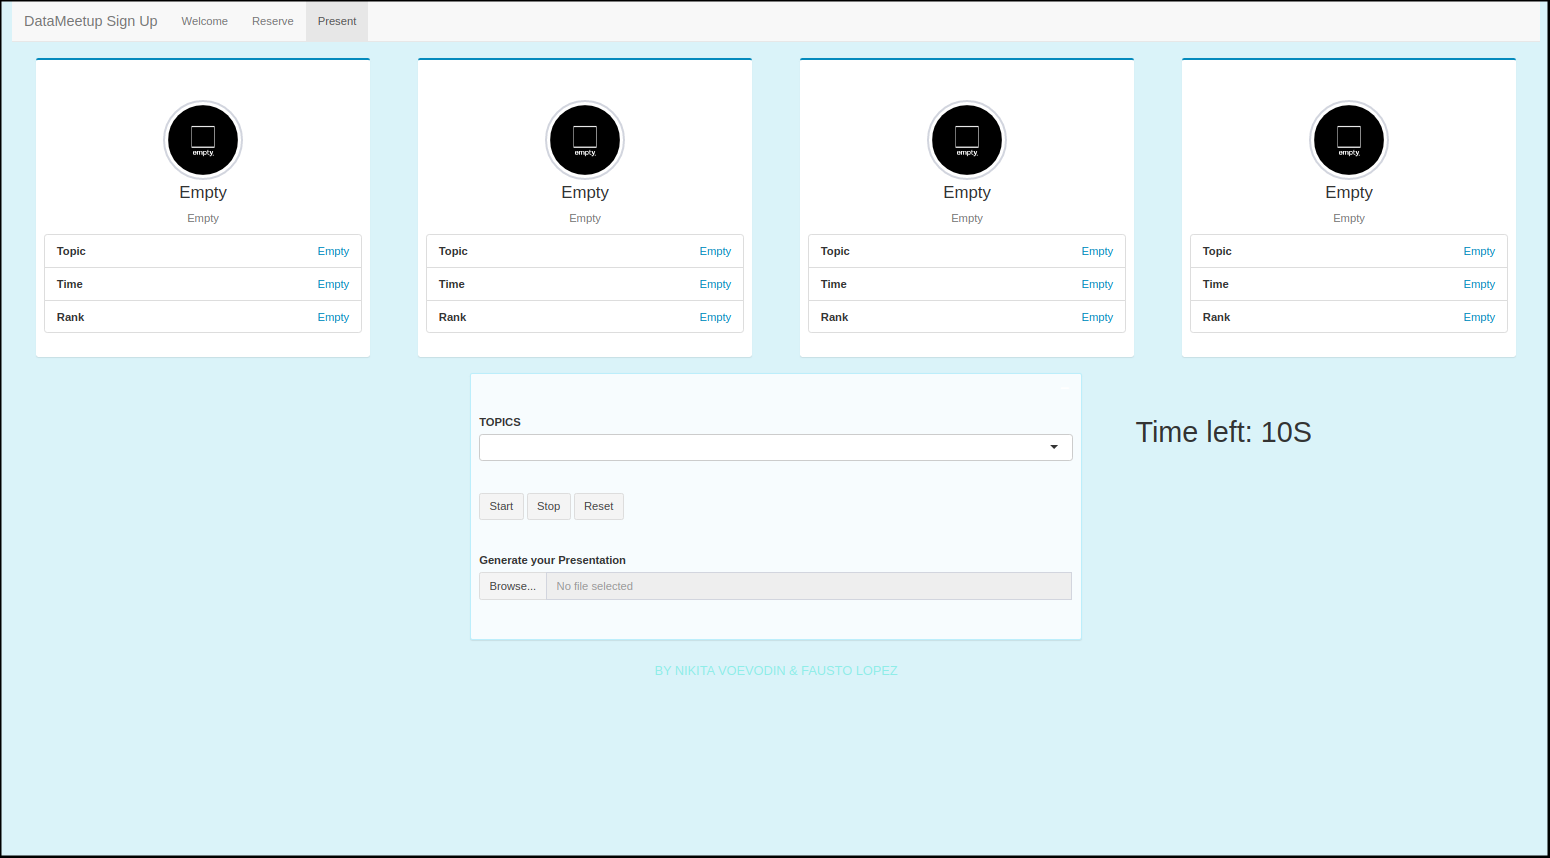 DataMeetup Sign Up Welcome Reserve Present
empty. empty. empty. empty.
Empty Empty Empty Empty
Empty Empty Empty Empty
Topic Empty Topic Empty Topic Empty Topic Empty
Time Empty Time Empty Time Empty Time Empty
Rank Empty Rank Empty Rank Empty Rank Empty
TOPICS
Time left: 10S
Start Stop Reset
Generate your Presentation
Browse... No file selected
BY NIKITA VOEVODIN & FAUSTO LOPEZ